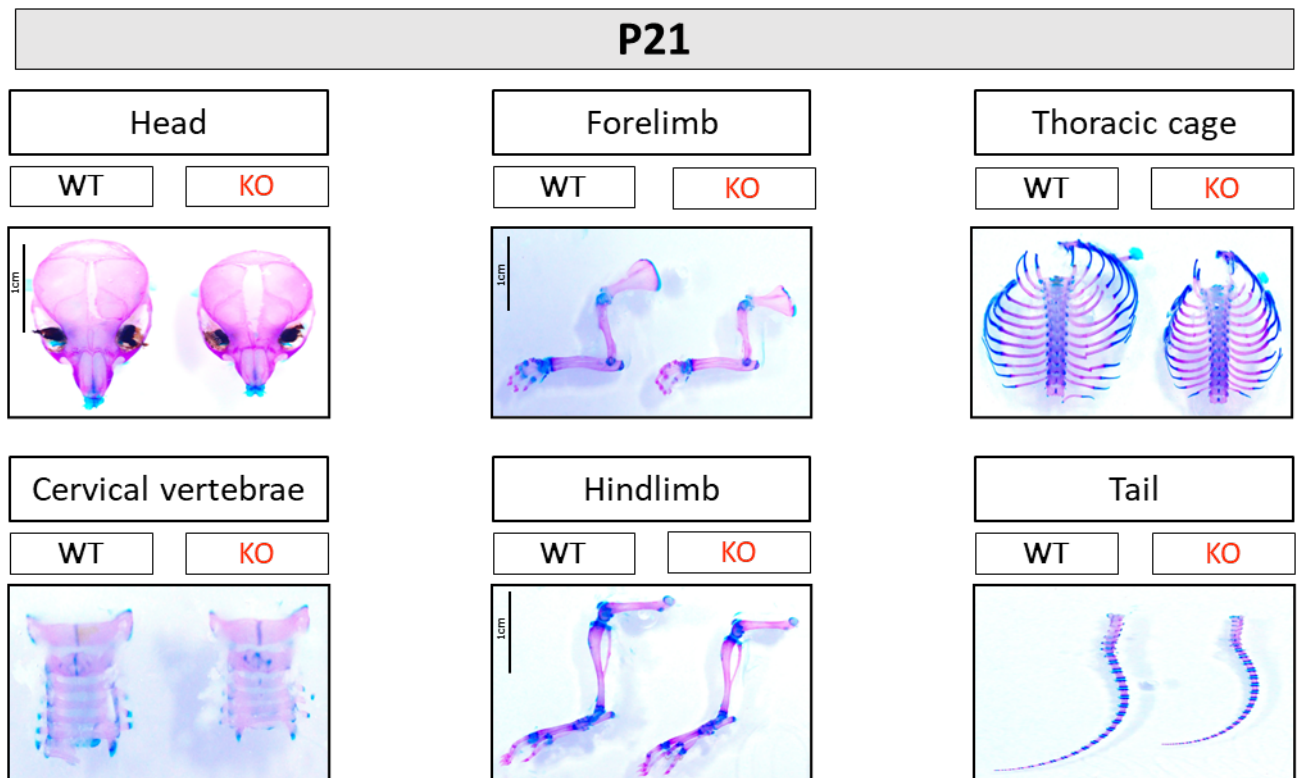 P21
Head
Forelimb
Thoracic cage
WT
KO
WT
KO
WT
KO
1cm
1cm
Cervical vertebrae
Hindlimb
Tail
WT
KO
WT
KO
WT
KO
1cm